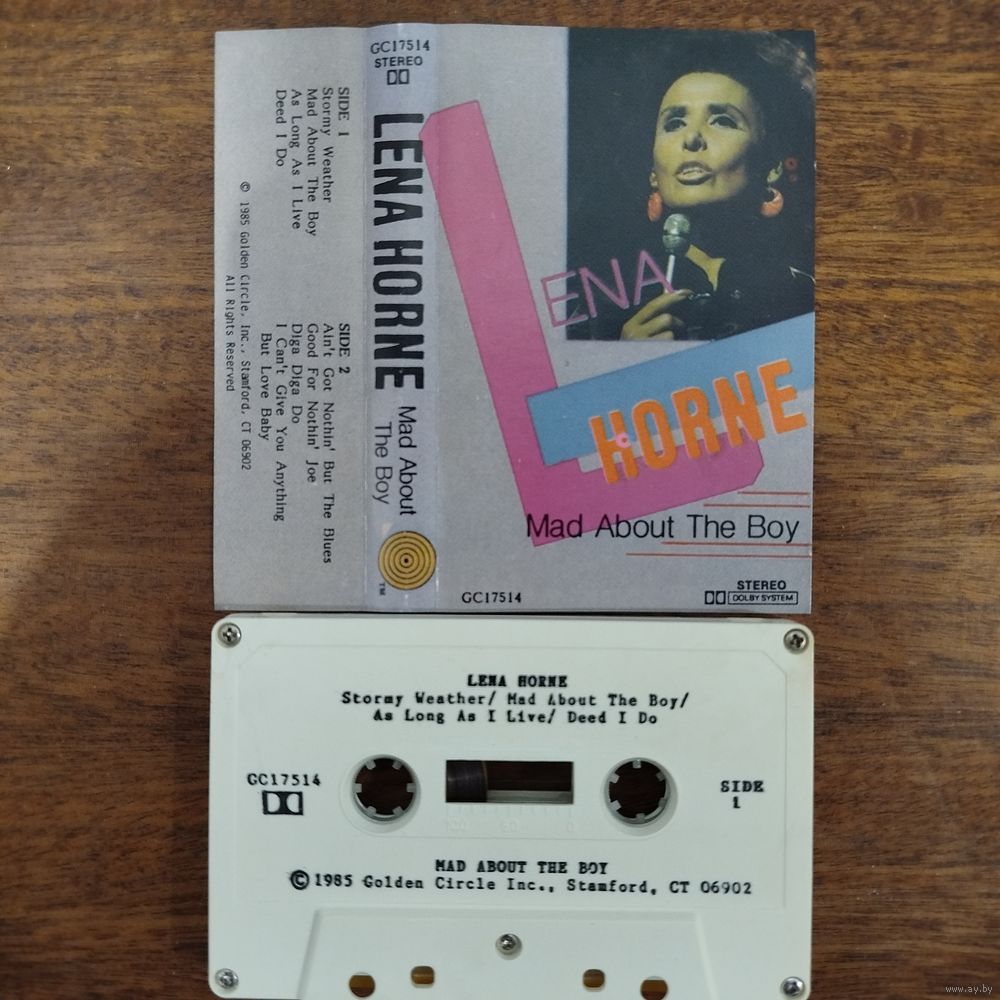 SIDE 1
Stormy Weather
Mad About The Boy
As Long As I Live
Deed I Do
SIDE 2
Ain't Got Nothin' But The Blues
Good For Nothin' Joe
Diga Diga Do
I Can't Give You Anything
But Love Baby
© 1985 Golden Circle, Inc., Stamford, CT 06902
All Rights Reserved
GC17514
STEREO
LENA HORNE
Mad About
The Boy
TM
LENA
HORNE
Mad About The Boy
GC17514
STEREO
DOLBY SYSTEM
LENA HORNE
Stormy Weather/ Mad About The Boy/
As Long As I Live/ Deed I Do
GC17514
SIDE
1
100 50 0
MAD ABOUT THE BOY
©1985 Golden Circle Inc., Stamford, CT 06902
www.ay.by